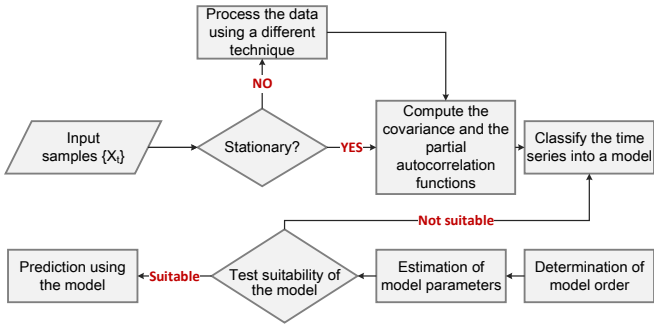 Process the data
using a different
technique
NO
Input
samples {Xₜ}
Stationary?
YES
Compute the
covariance and the
partial
autocorrelation
functions
Classify the time
series into a model
Not suitable
Prediction using
the model
Suitable
Test suitability of
the model
Estimation of
model parameters
Determination of
model order